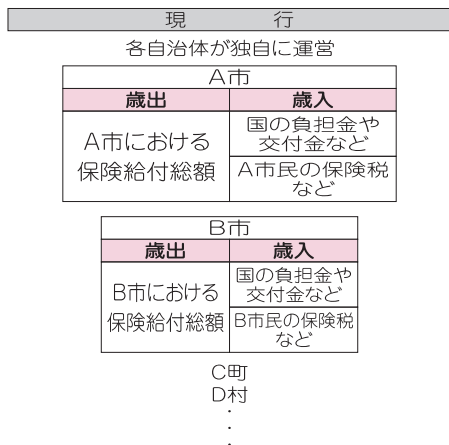 現 行
各自治体が独自に運営
A市
歳出 歳入
A市における
保険給付総額
国の負担金や
交付金など
A市民の保険税
など
B市
歳出 歳入
B市における
保険給付総額
国の負担金や
交付金など
B市民の保険税
など
C町
D村
・
・
・